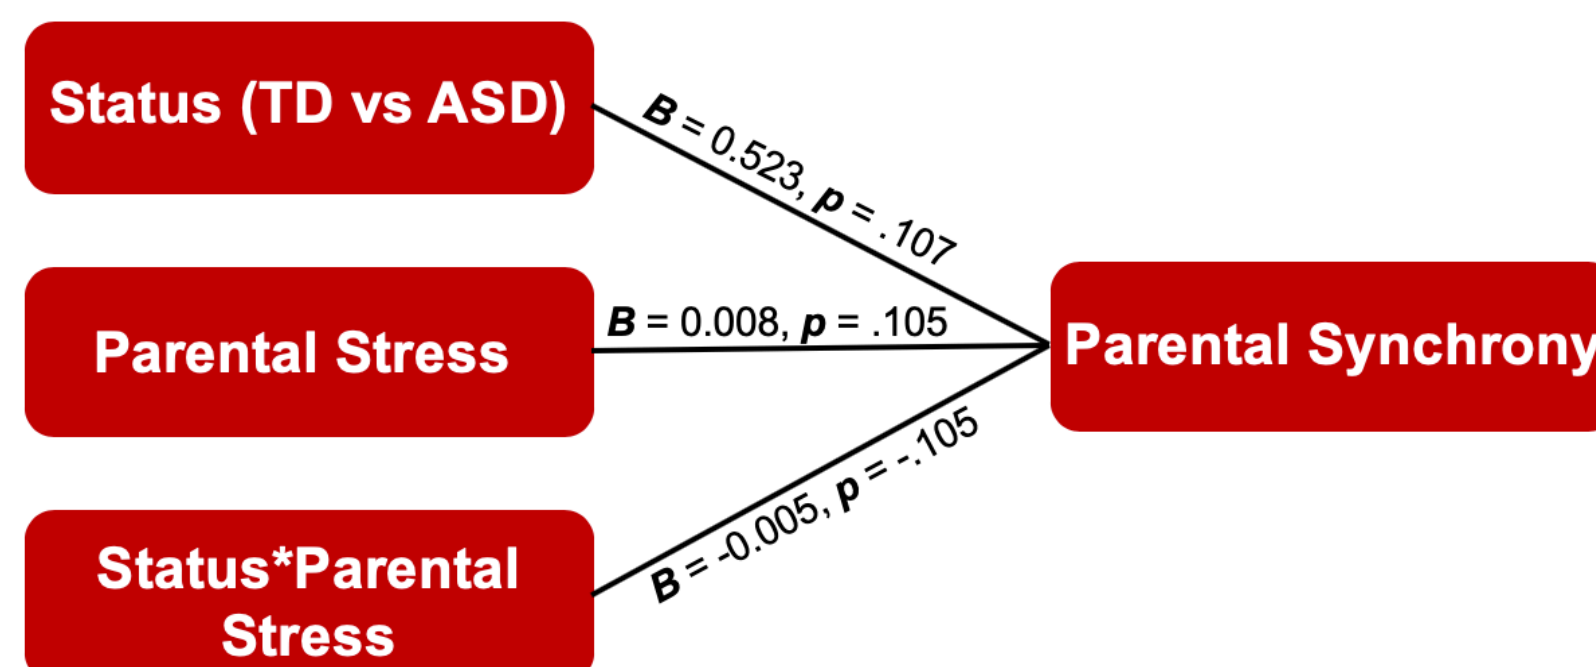 Status (TD vs ASD)
B = 0.523, p = .107
Parental Stress
B = 0.008, p = .105
Parental Synchrony
B = -0.005, p = -.105
Status*Parental
Stress